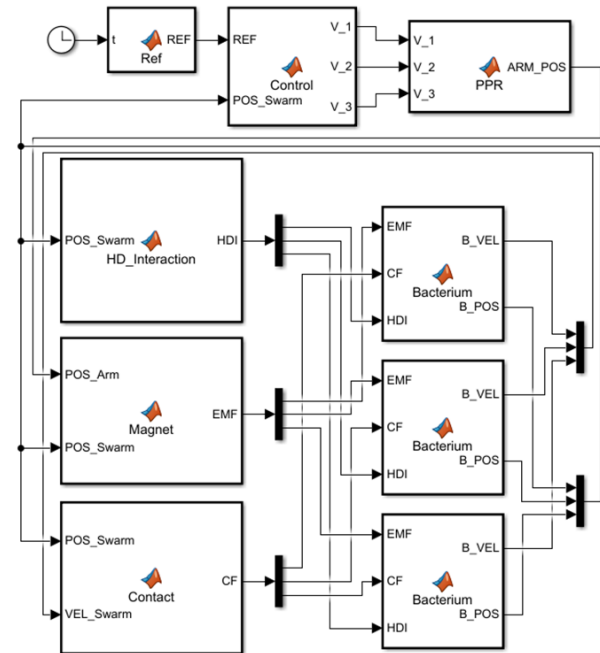 t
REF
Ref
REF
POS_Swarm
Control
V_1
V_2
V_3
V_1
V_2
V_3
PPR
ARM_POS
POS_Swarm
HD_Interaction
HDI
POS_Arm
POS_Swarm
Magnet
EMF
POS_Swarm
VEL_Swarm
Contact
CF
EMF
CF
HDI
Bacterium
B_VEL
B_POS
EMF
CF
HDI
Bacterium
B_VEL
B_POS
EMF
CF
HDI
Bacterium
B_VEL
B_POS